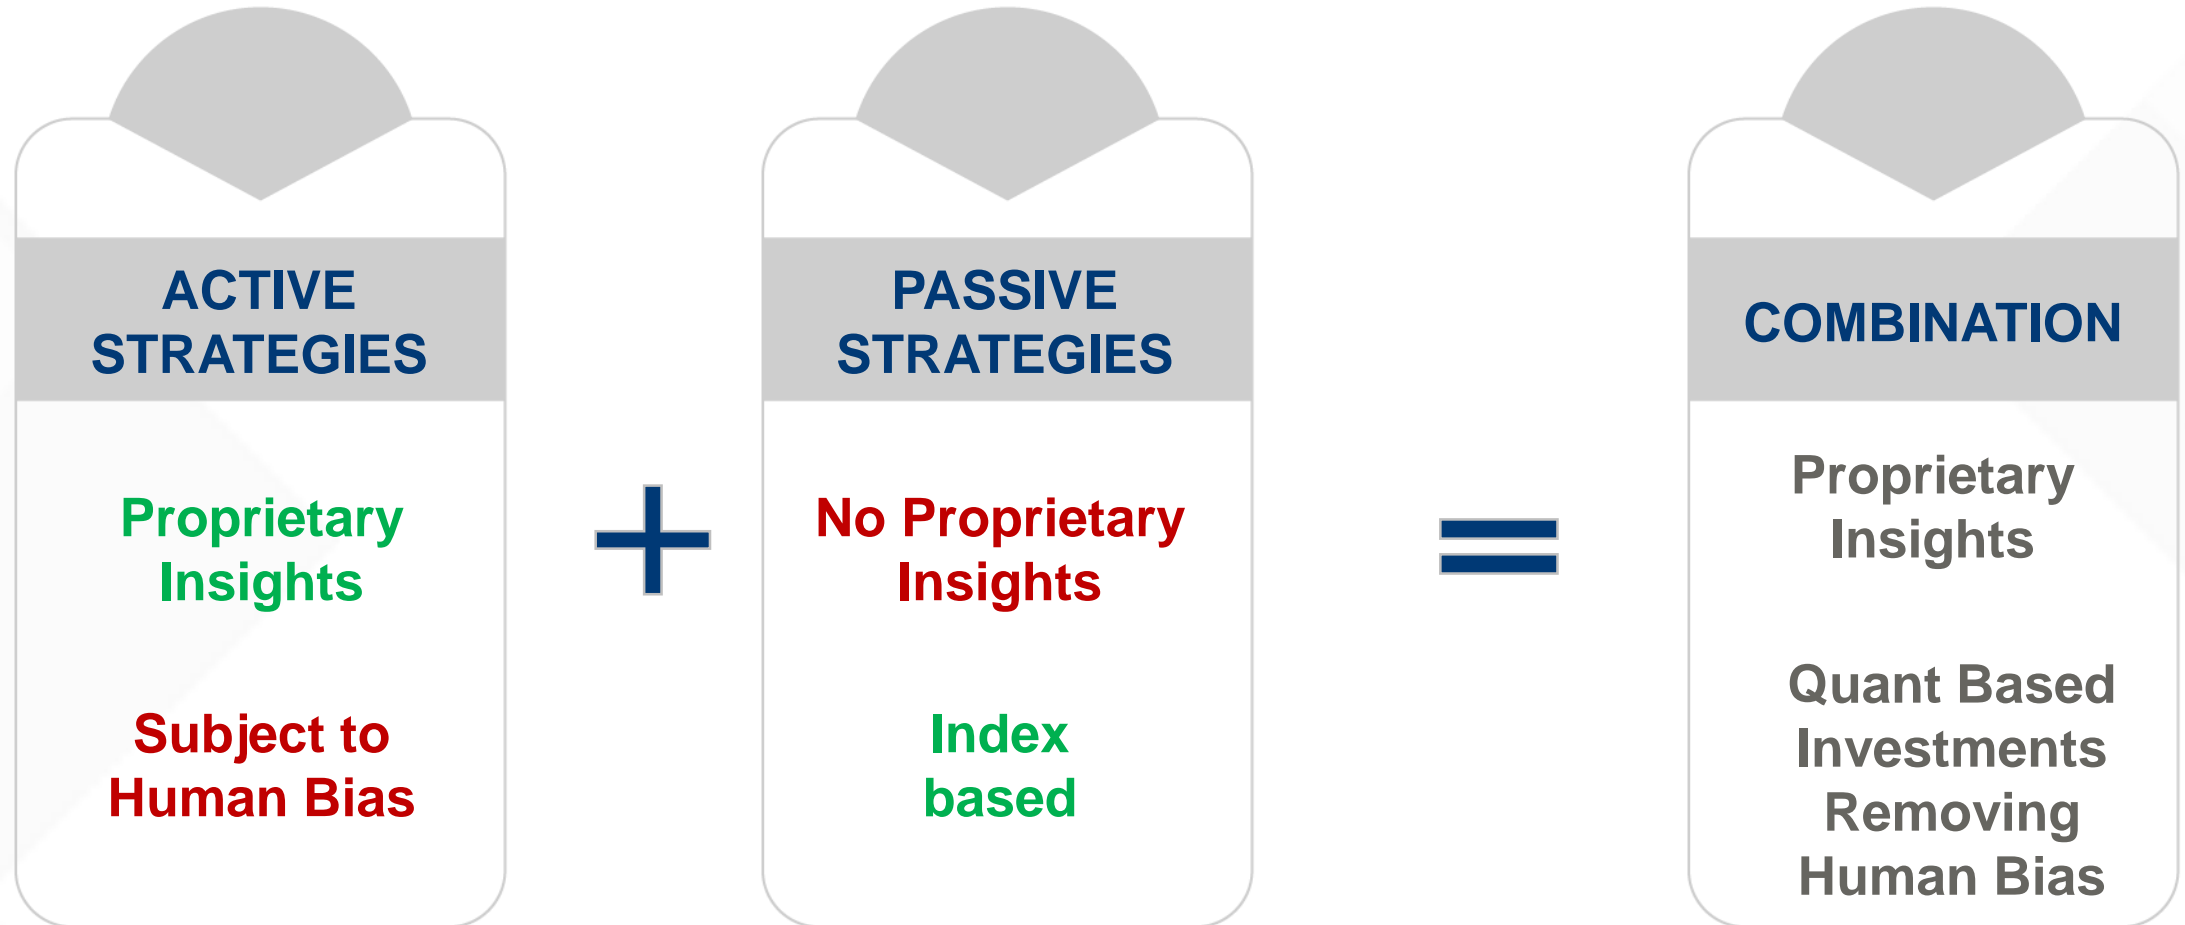 ACTIVE
STRATEGIES
Proprietary
Insights
Subject to
Human Bias
PASSIVE
STRATEGIES
No Proprietary
Insights
Index
based
COMBINATION
Proprietary
Insights
Quant Based
Investments
Removing
Human Bias